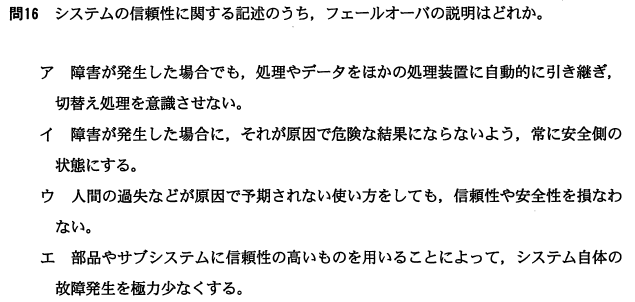 問16 システムの信頼性に関する記述のうち，フェールオーバの説明はどれか。
ア 障害が発生した場合でも，処理やデータをほかの処理装置に自動的に引き継ぎ，
切替え処理を意識させない。
イ 障害が発生した場合に，それが原因で危険な結果にならないよう，常に安全側の
状態にする。
ウ 人間の過失などが原因で予期されない使い方をしても，信頼性や安全性を損なわ
ない。
エ 部品やサブシステムに信頼性の高いものを用いることによって，システム自体の
故障発生を極力少なくする。